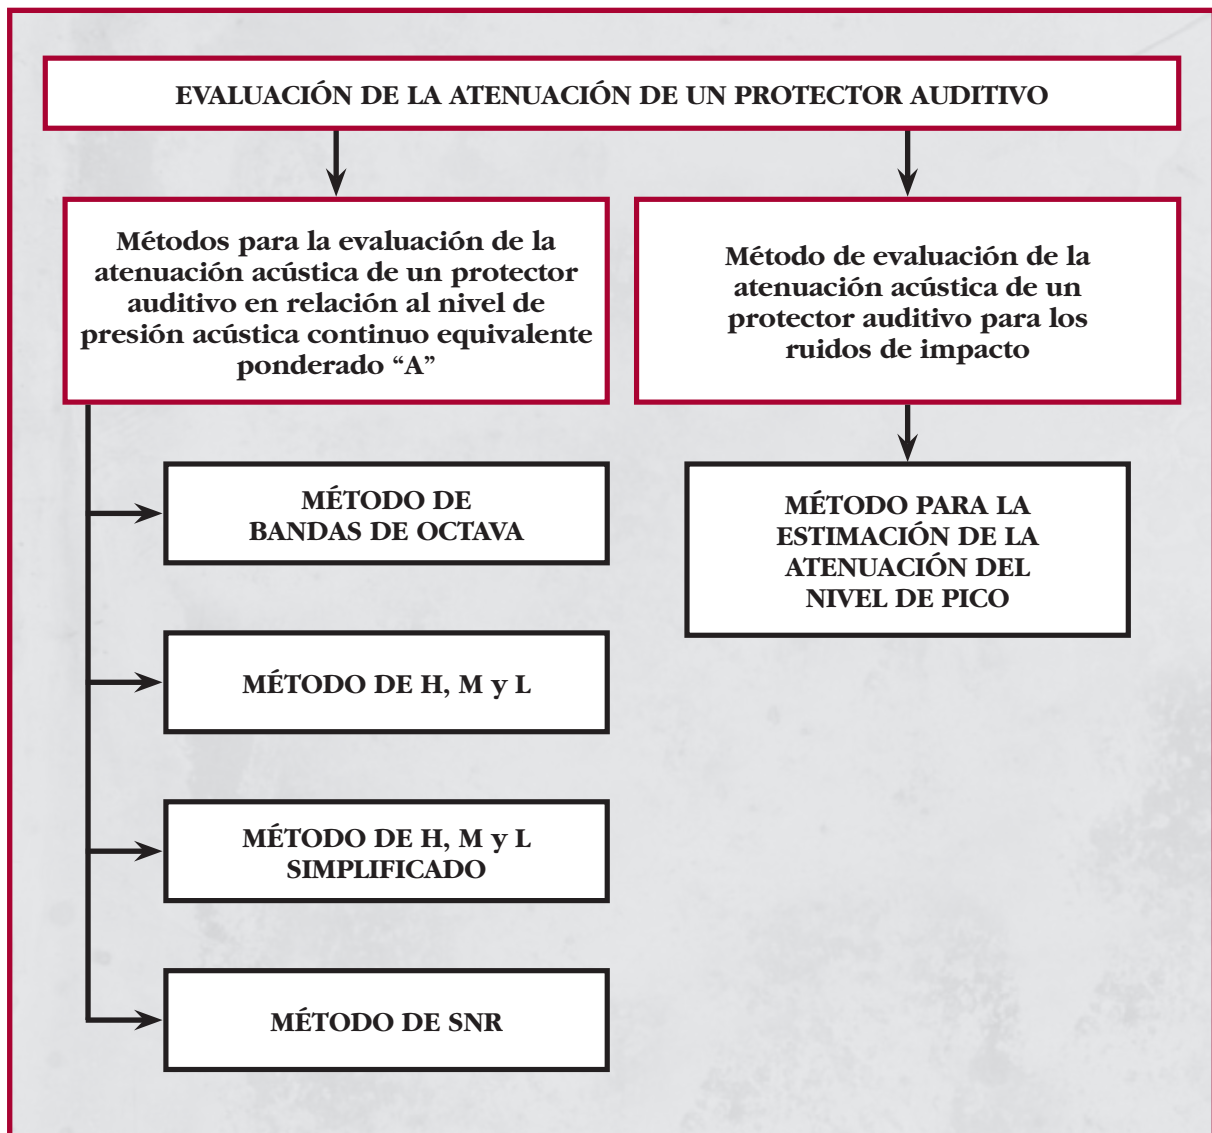 EVALUACIÓN DE LA ATENUACIÓN DE UN PROTECTOR AUDITIVO
Métodos para la evaluación de la
atenuación acústica de un protector
auditivo en relación al nivel de
presión acústica continuo equivalente
ponderado “A”
Método de evaluación de la
atenuación acústica de un
protector auditivo para los
ruidos de impacto
MÉTODO DE
BANDAS DE OCTAVA
MÉTODO DE H, M y L
MÉTODO DE H, M y L
SIMPLIFICADO
MÉTODO DE SNR
MÉTODO PARA LA
ESTIMACIÓN DE LA
ATENUACIÓN DEL
NIVEL DE PICO